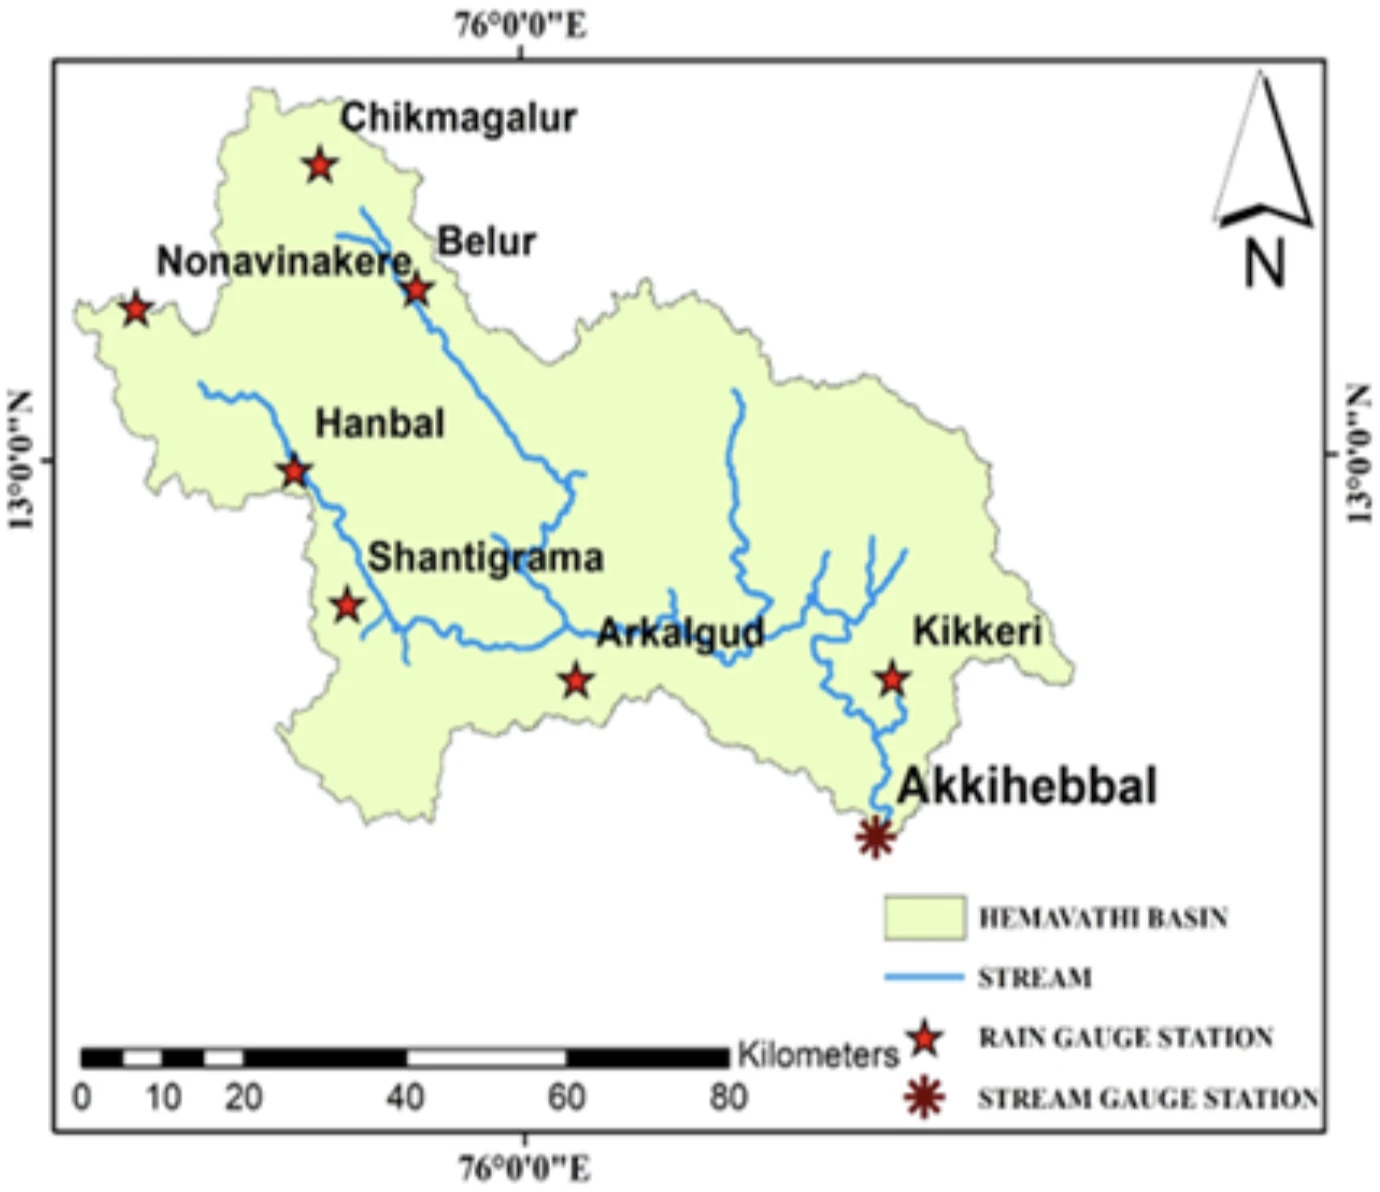 76°0'0"E
Chikmagalur
Belur
Nonavinakere
N
Hanbal
13°0'0"N
13°0'0"N
Shantigrama
Arkalgud
Kikkeri
Akkihebbal
HEMAVATHI BASIN
STREAM
RAIN GAUGE STATION
STREAM GAUGE STATION
Kilometers
0 10 20 40 60 80
76°0'0"E